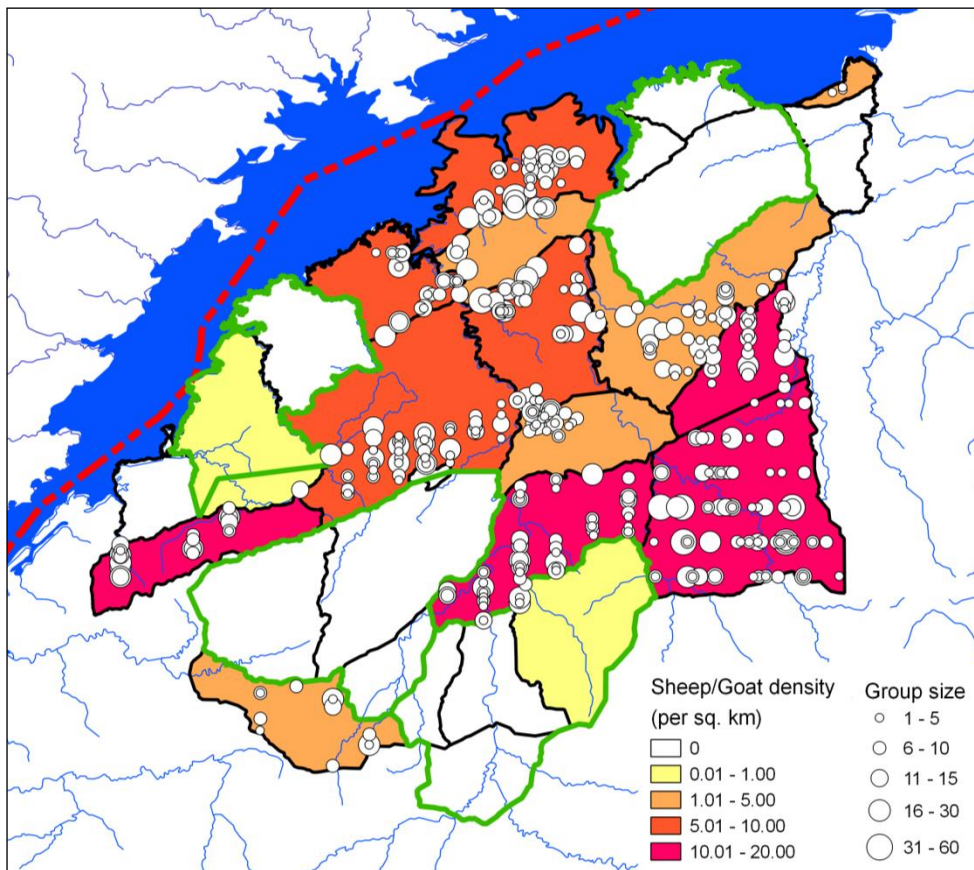 Sheep/Goat density
(per sq. km)
0
0.01 - 1.00
1.01 - 5.00
5.01 - 10.00
10.01 - 20.00
Group size
1 - 5
6 - 10
11 - 15
16 - 30
31 - 60